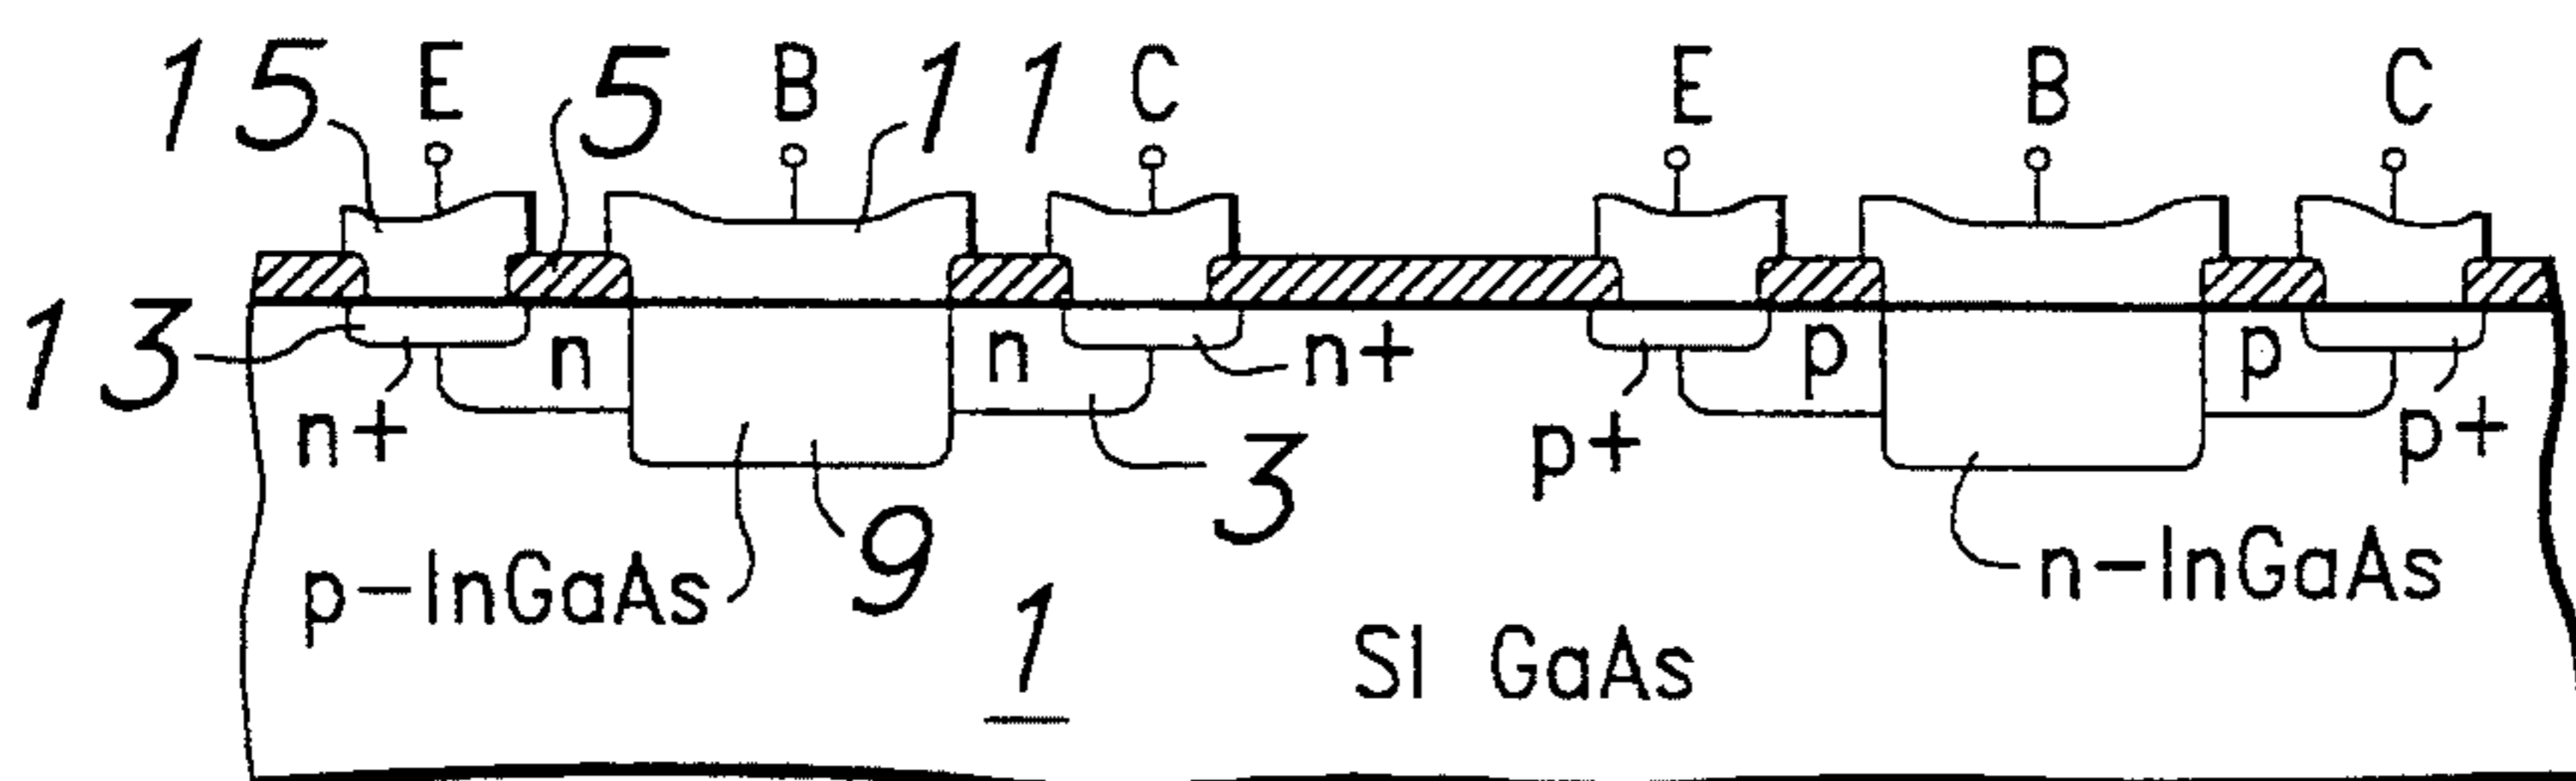 15 E 5 B 11 C E B C
13 n n n+ p p
n+ 3 p+ p+
p-InGaAs 9 n-InGaAs
1 SI GaAs